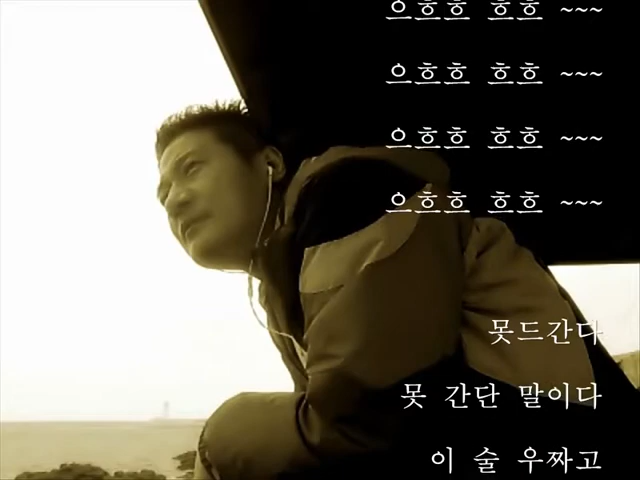 으흐흐 흐흐 ~~~
으흐흐 흐흐 ~~~
으흐흐 흐흐 ~~~
으흐흐 흐흐 ~~~
못드간다
못 간단 말이다
이 술 우짜고